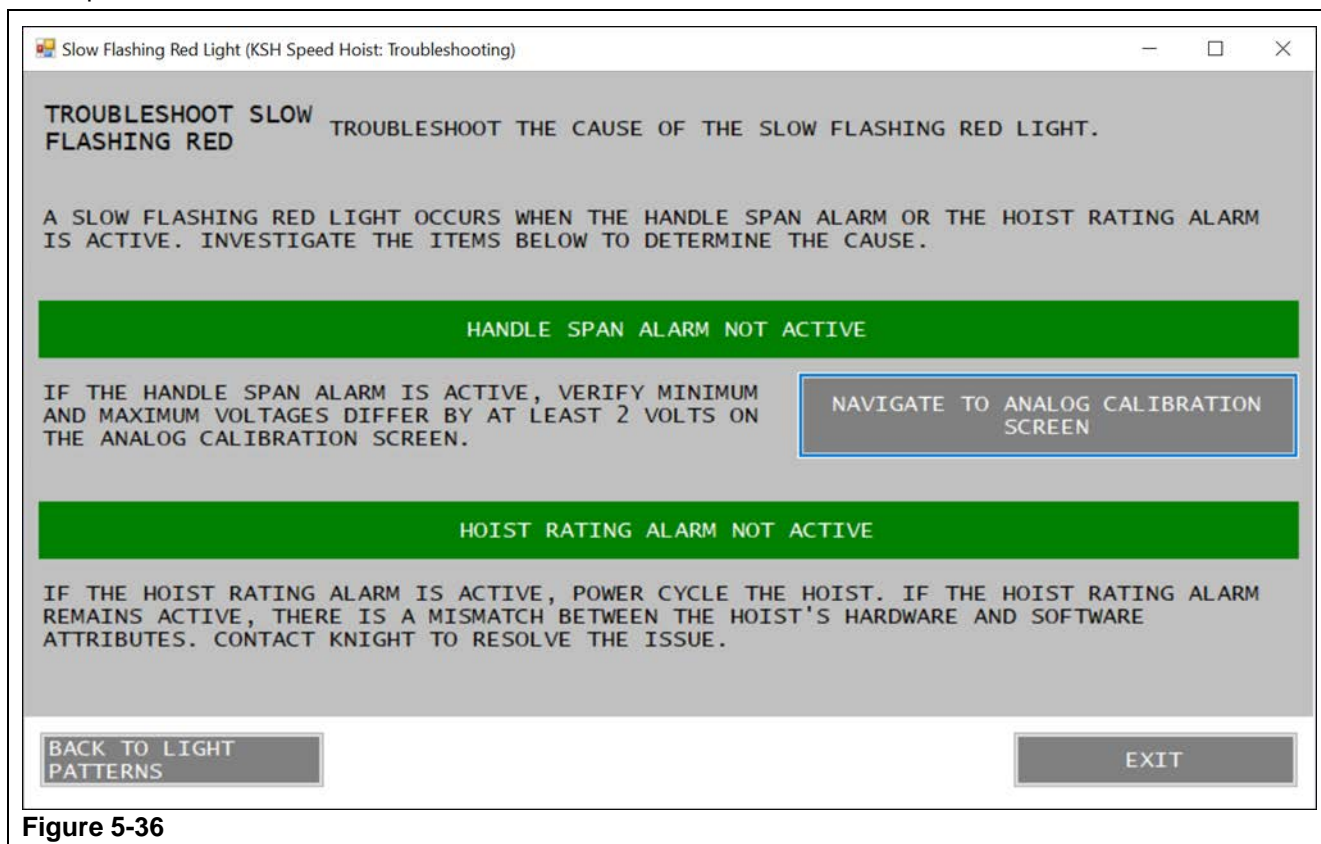 Slow Flashing Red Light (KSH Speed Hoist: Troubleshooting)
TROUBLESHOOT SLOW
FLASHING RED
TROUBLESHOOT THE CAUSE OF THE SLOW FLASHING RED LIGHT.
A SLOW FLASHING RED LIGHT OCCURS WHEN THE HANDLE SPAN ALARM OR THE HOIST RATING ALARM
IS ACTIVE. INVESTIGATE THE ITEMS BELOW TO DETERMINE THE CAUSE.
HANDLE SPAN ALARM NOT ACTIVE
IF THE HANDLE SPAN ALARM IS ACTIVE, VERIFY MINIMUM
AND MAXIMUM VOLTAGES DIFFER BY AT LEAST 2 VOLTS ON
THE ANALOG CALIBRATION SCREEN.
NAVIGATE TO ANALOG CALIBRATION
SCREEN
HOIST RATING ALARM NOT ACTIVE
IF THE HOIST RATING ALARM IS ACTIVE, POWER CYCLE THE HOIST. IF THE HOIST RATING ALARM
REMAINS ACTIVE, THERE IS A MISMATCH BETWEEN THE HOIST'S HARDWARE AND SOFTWARE
ATTRIBUTES. CONTACT KNIGHT TO RESOLVE THE ISSUE.
BACK TO LIGHT
PATTERNS
EXIT
Figure 5-36